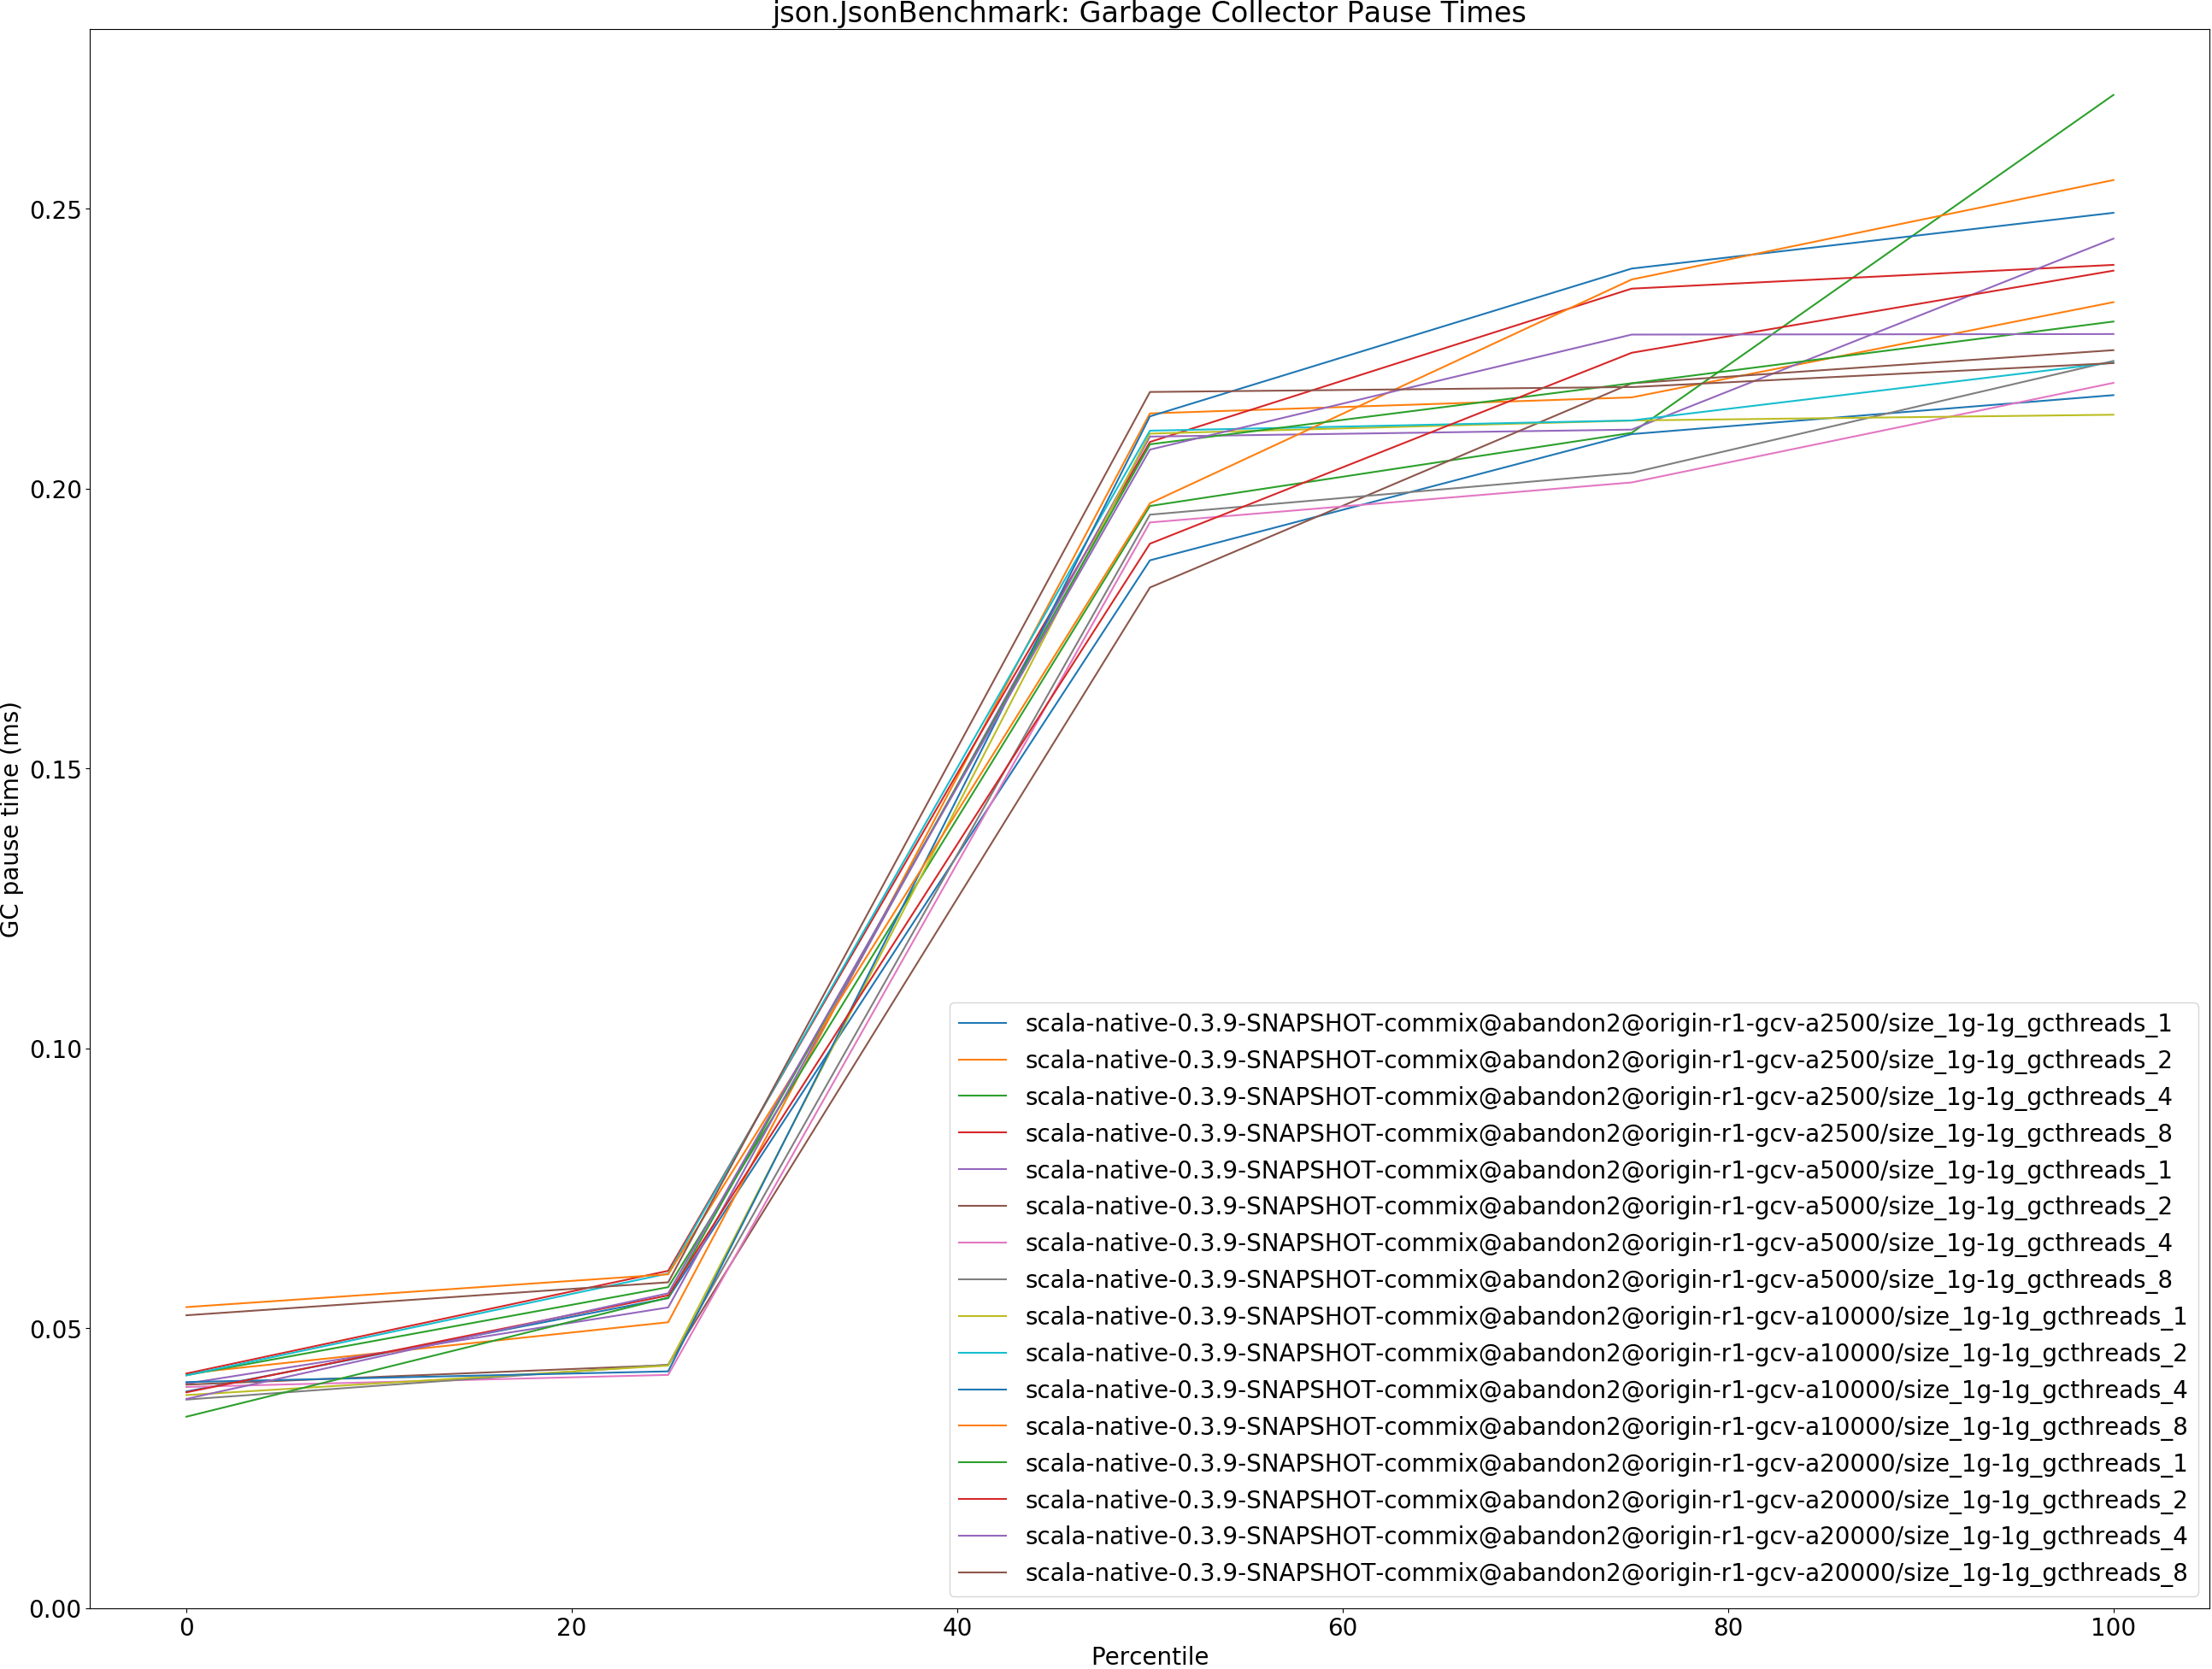 json.JsonBenchmark: Garbage Collector Pause Times
GC pause time (ms)
0.25
0.20
0.15
0.10
0.05
0.00
scala-native-0.3.9-SNAPSHOT-commix@abandon2@origin-r1-gcv-a2500/size_1g-1g_gcthreads_1
scala-native-0.3.9-SNAPSHOT-commix@abandon2@origin-r1-gcv-a2500/size_1g-1g_gcthreads_2
scala-native-0.3.9-SNAPSHOT-commix@abandon2@origin-r1-gcv-a2500/size_1g-1g_gcthreads_4
scala-native-0.3.9-SNAPSHOT-commix@abandon2@origin-r1-gcv-a2500/size_1g-1g_gcthreads_8
scala-native-0.3.9-SNAPSHOT-commix@abandon2@origin-r1-gcv-a5000/size_1g-1g_gcthreads_1
scala-native-0.3.9-SNAPSHOT-commix@abandon2@origin-r1-gcv-a5000/size_1g-1g_gcthreads_2
scala-native-0.3.9-SNAPSHOT-commix@abandon2@origin-r1-gcv-a5000/size_1g-1g_gcthreads_4
scala-native-0.3.9-SNAPSHOT-commix@abandon2@origin-r1-gcv-a5000/size_1g-1g_gcthreads_8
scala-native-0.3.9-SNAPSHOT-commix@abandon2@origin-r1-gcv-a10000/size_1g-1g_gcthreads_1
scala-native-0.3.9-SNAPSHOT-commix@abandon2@origin-r1-gcv-a10000/size_1g-1g_gcthreads_2
scala-native-0.3.9-SNAPSHOT-commix@abandon2@origin-r1-gcv-a10000/size_1g-1g_gcthreads_4
scala-native-0.3.9-SNAPSHOT-commix@abandon2@origin-r1-gcv-a10000/size_1g-1g_gcthreads_8
scala-native-0.3.9-SNAPSHOT-commix@abandon2@origin-r1-gcv-a20000/size_1g-1g_gcthreads_1
scala-native-0.3.9-SNAPSHOT-commix@abandon2@origin-r1-gcv-a20000/size_1g-1g_gcthreads_2
scala-native-0.3.9-SNAPSHOT-commix@abandon2@origin-r1-gcv-a20000/size_1g-1g_gcthreads_4
scala-native-0.3.9-SNAPSHOT-commix@abandon2@origin-r1-gcv-a20000/size_1g-1g_gcthreads_8
0 20 40 60 80 100
Percentile